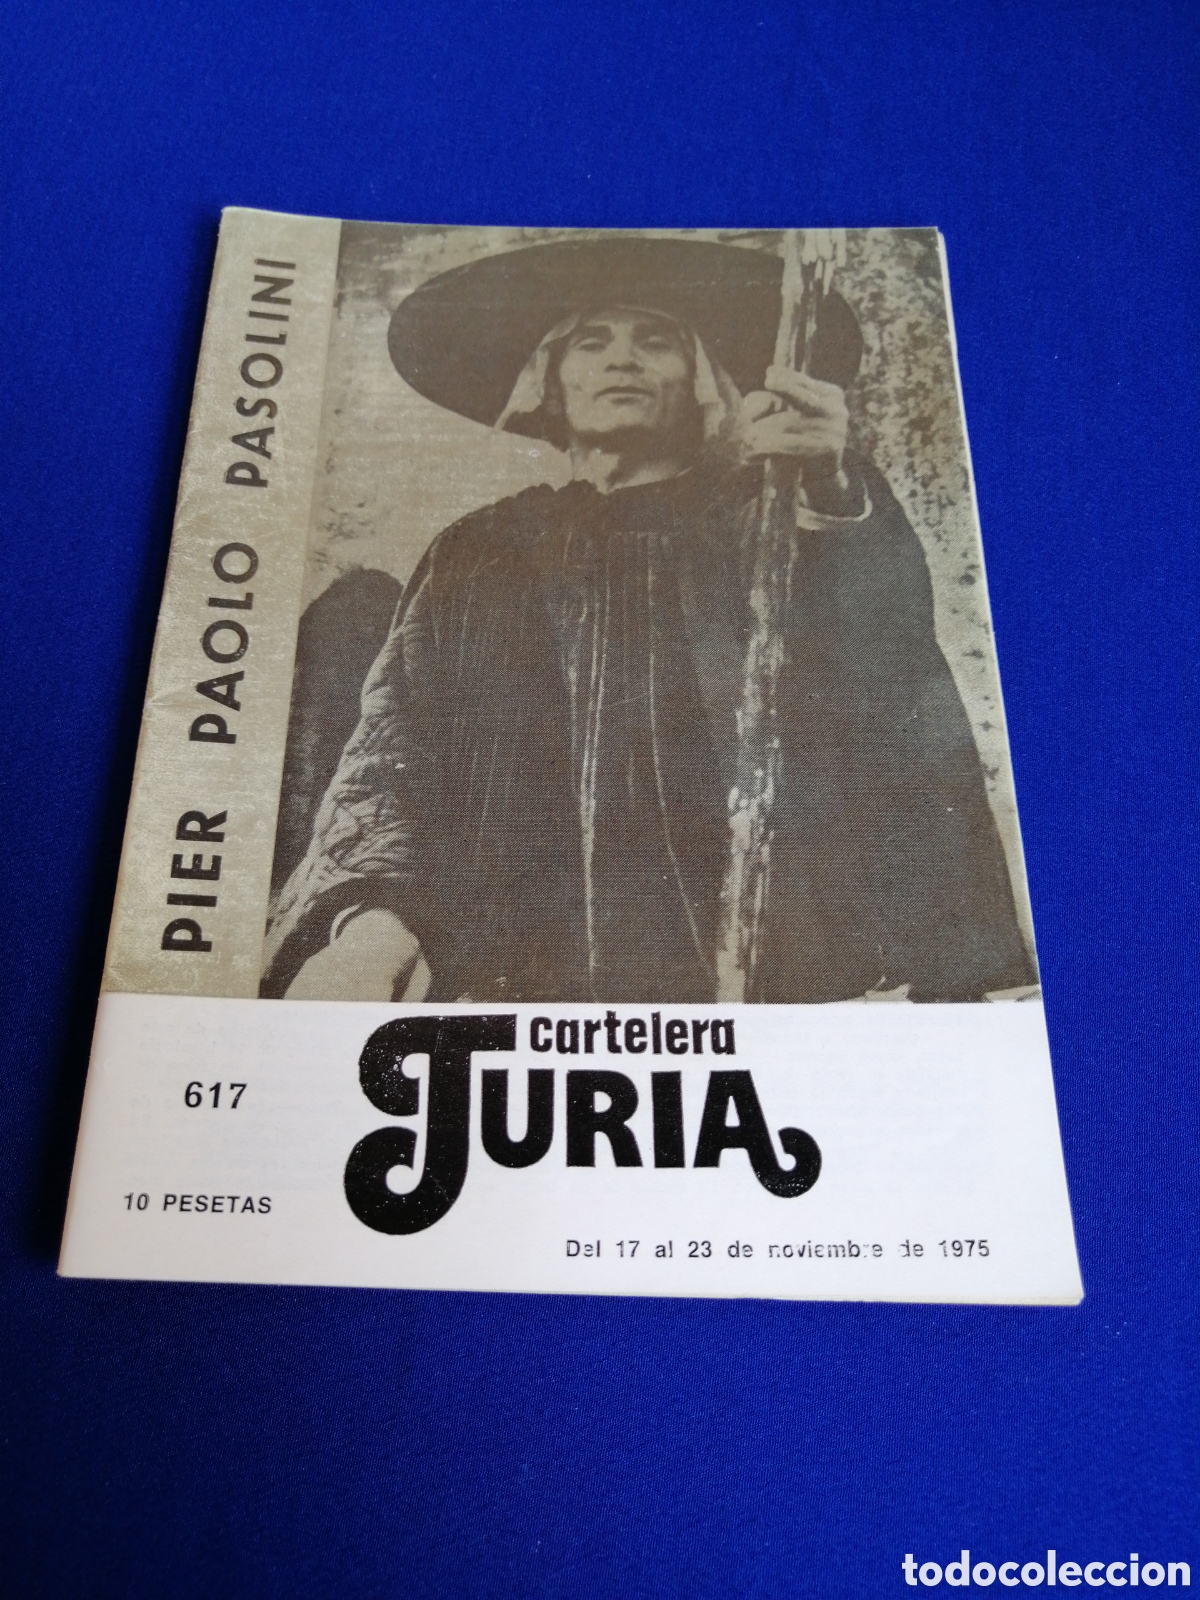 PIER PAOLO PASOLINI
cartelera
TURIA
617
10 PESETAS
Del 17 al 23 de noviembre de 1975
todocoleccion